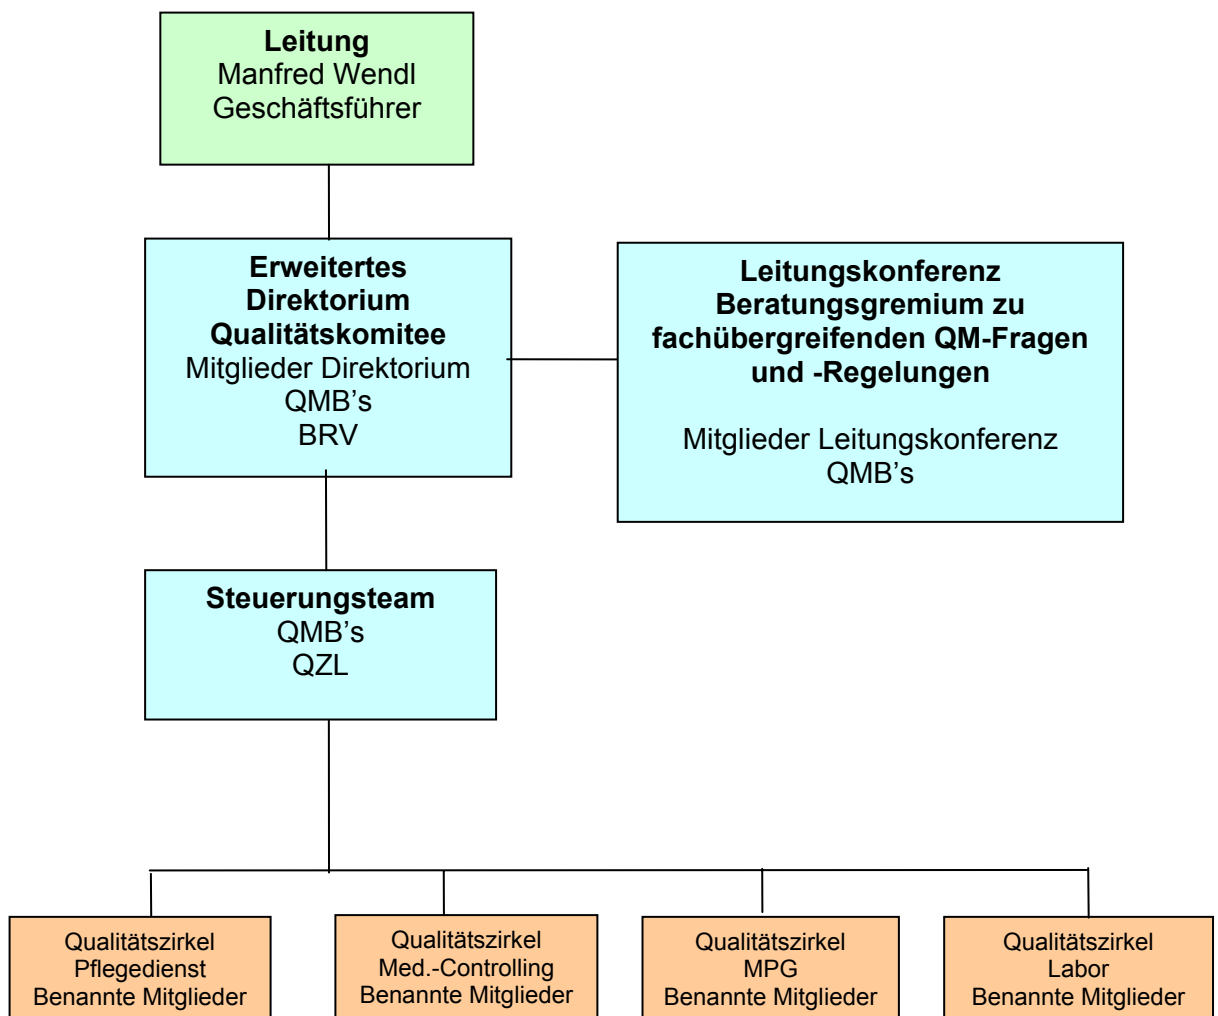 Leitung
Manfred Wendl
Geschäftsführer
Erweitertes
Direktorium
Qualitätskomitee
Mitglieder Direktorium
QMB’s
BRV
Leitungskonferenz
Beratungsgremium zu
fachübergreifenden QM-Fragen
und -Regelungen
Mitglieder Leitungskonferenz
QMB’s
Steuerungsteam
QMB’s
QZL
Qualitätszirkel
Pflegedienst
Benannte Mitglieder
Qualitätszirkel
Med.-Controlling
Benannte Mitglieder
Qualitätszirkel
MPG
Benannte Mitglieder
Qualitätszirkel
Labor
Benannte Mitglieder